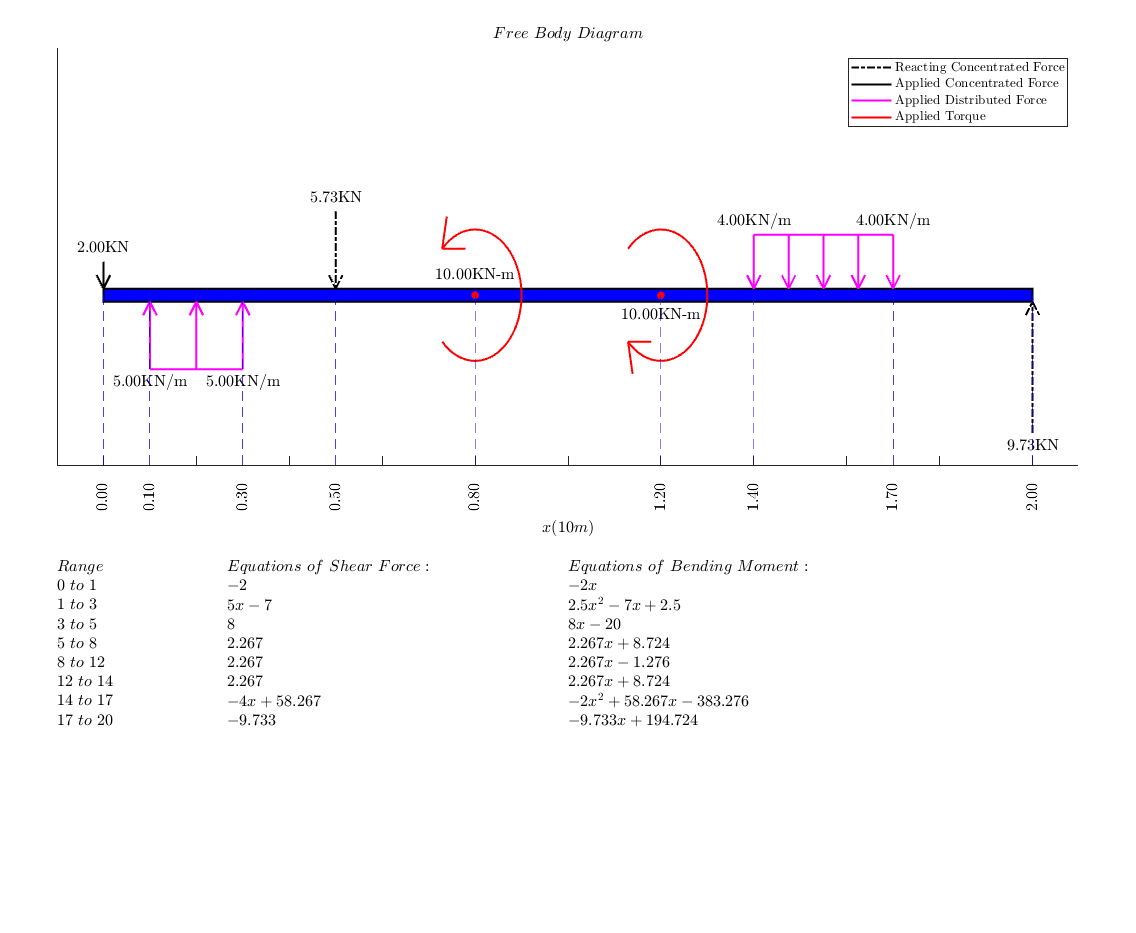 Free Body Diagram
Reacting Concentrated Force
Applied Concentrated Force
Applied Distributed Force
Applied Torque
5.73KN
4.00KN/m 4.00KN/m
2.00KN
10.00KN-m
10.00KN-m
5.00KN/m 5.00KN/m
9.73KN
0.00 0.10 0.30 0.50 0.80 1.20 1.40 1.70 2.00
x(10m)
Range Equations of Shear Force : Equations of Bending Moment :
0 to 1 −2 −2x
1 to 3 5x − 7 2.5x² − 7x + 2.5
3 to 5 8 8x − 20
5 to 8 2.267 2.267x + 8.724
8 to 12 2.267 2.267x − 1.276
12 to 14 2.267 2.267x + 8.724
14 to 17 −4x + 58.267 −2x² + 58.267x − 383.276
17 to 20 −9.733 −9.733x + 194.724